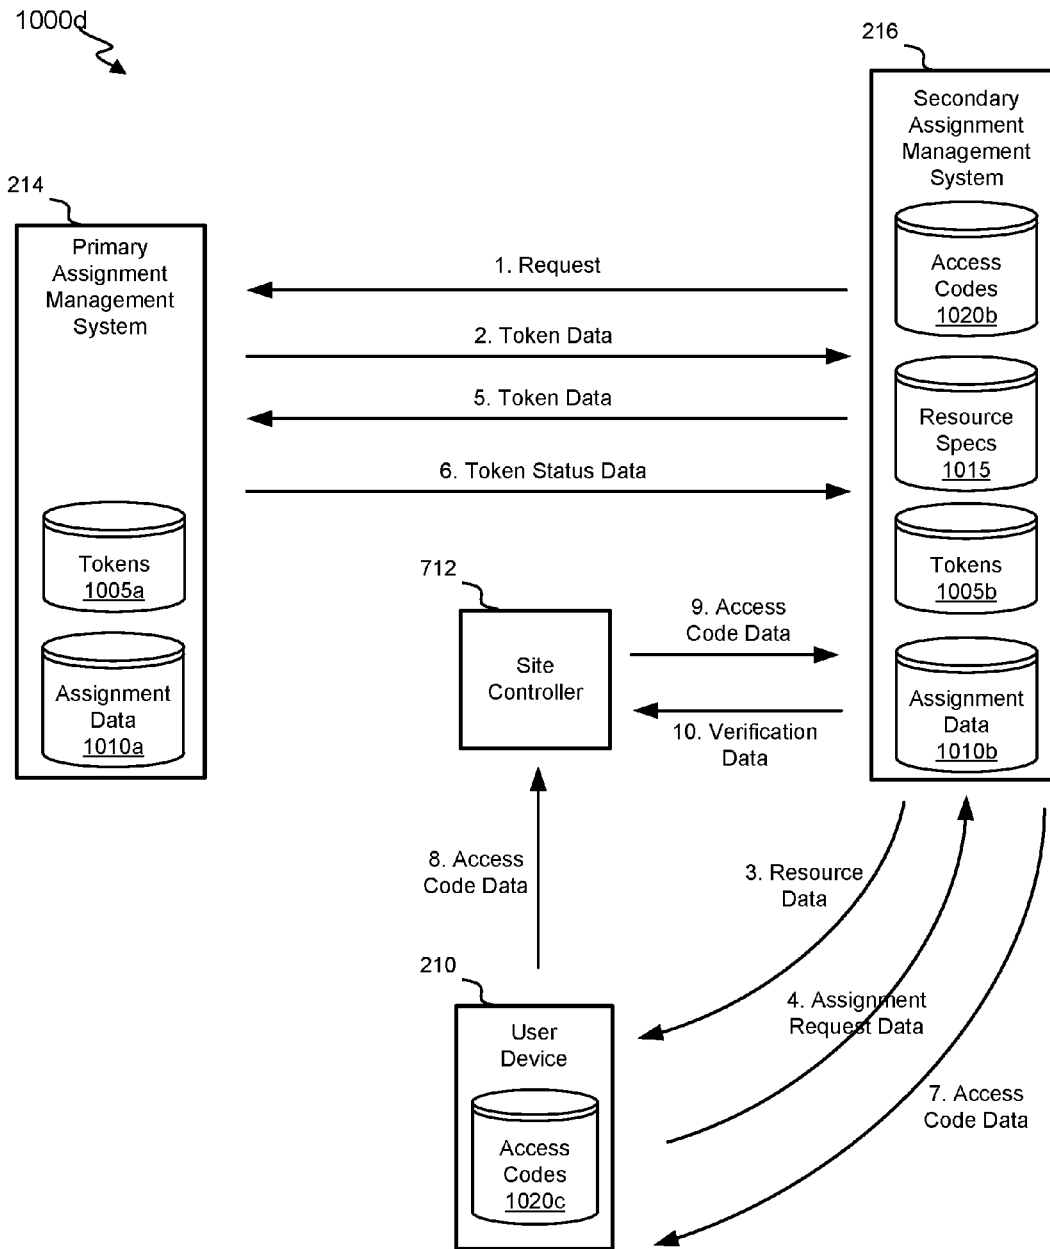 1000d
216
Secondary
Assignment
Management
System
Access
Codes
1020b
Resource
Specs
1015
Tokens
1005b
Assignment
Data
1010b
214
Primary
Assignment
Management
System
Tokens
1005a
Assignment
Data
1010a
1. Request
2. Token Data
5. Token Data
6. Token Status Data
712
Site
Controller
9. Access
Code Data
10. Verification
Data
8. Access
Code Data
3. Resource
Data
4. Assignment
Request Data
7. Access
Code Data
210
User
Device
Access
Codes
1020c